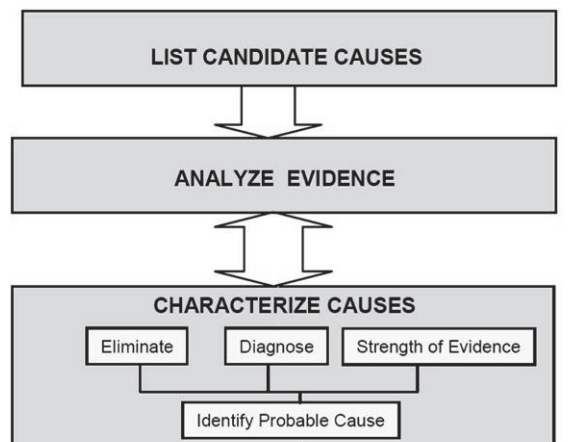 LIST CANDIDATE CAUSES
ANALYZE EVIDENCE
CHARACTERIZE CAUSES
Eliminate
Diagnose
Strength of Evidence
Identify Probable Cause